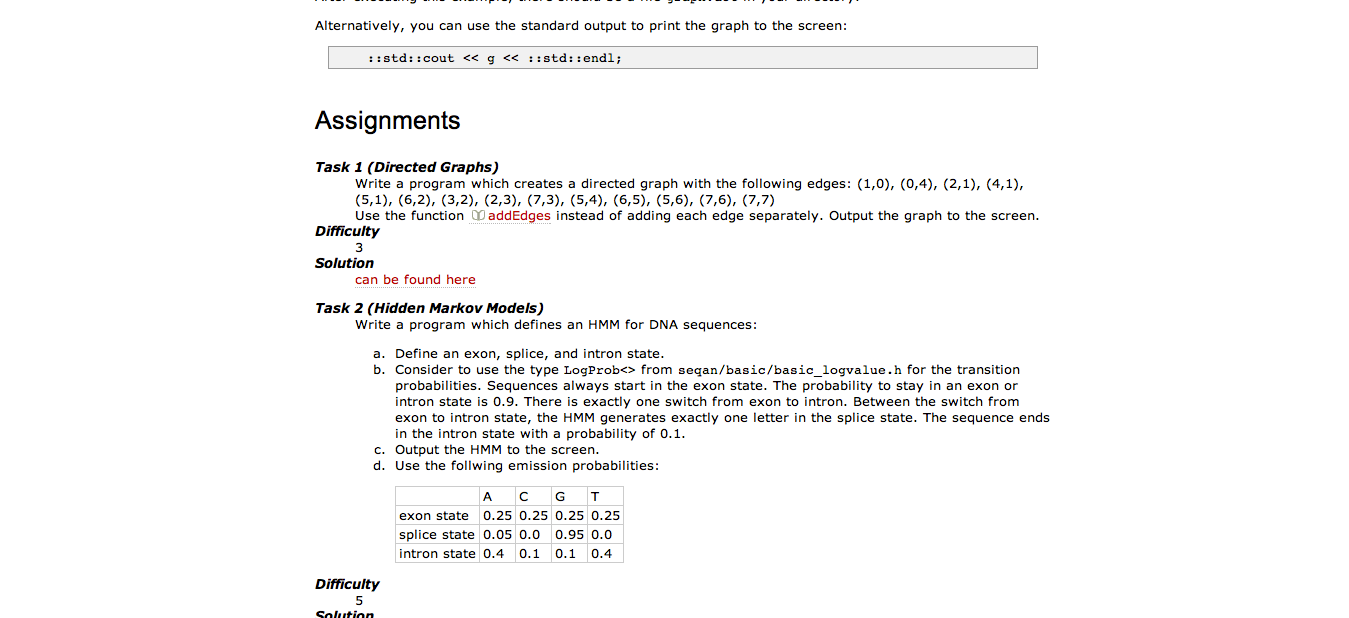 Alternatively, you can use the standard output to print the graph to the screen:
::std::cout << g << ::std::endl;
Assignments
Task 1 (Directed Graphs)
Write a program which creates a directed graph with the following edges: (1,0), (0,4), (2,1), (4,1),
(5,1), (6,2), (3,2), (2,3), (7,3), (5,4), (6,5), (5,6), (7,6), (7,7)
Use the function addEdges instead of adding each edge separately. Output the graph to the screen.
Difficulty
3
Solution
can be found here
Task 2 (Hidden Markov Models)
Write a program which defines an HMM for DNA sequences:
a. Define an exon, splice, and intron state.
b. Consider to use the type LogProb<> from seqan/basic/basic_logvalue.h for the transition
probabilities. Sequences always start in the exon state. The probability to stay in an exon or
intron state is 0.9. There is exactly one switch from exon to intron. Between the switch from
exon to intron state, the HMM generates exactly one letter in the splice state. The sequence ends
in the intron state with a probability of 0.1.
c. Output the HMM to the screen.
d. Use the follwing emission probabilities:
A C G T
exon state 0.25 0.25 0.25 0.25
splice state 0.05 0.0 0.95 0.0
intron state 0.4 0.1 0.1 0.4
Difficulty
5
Solution